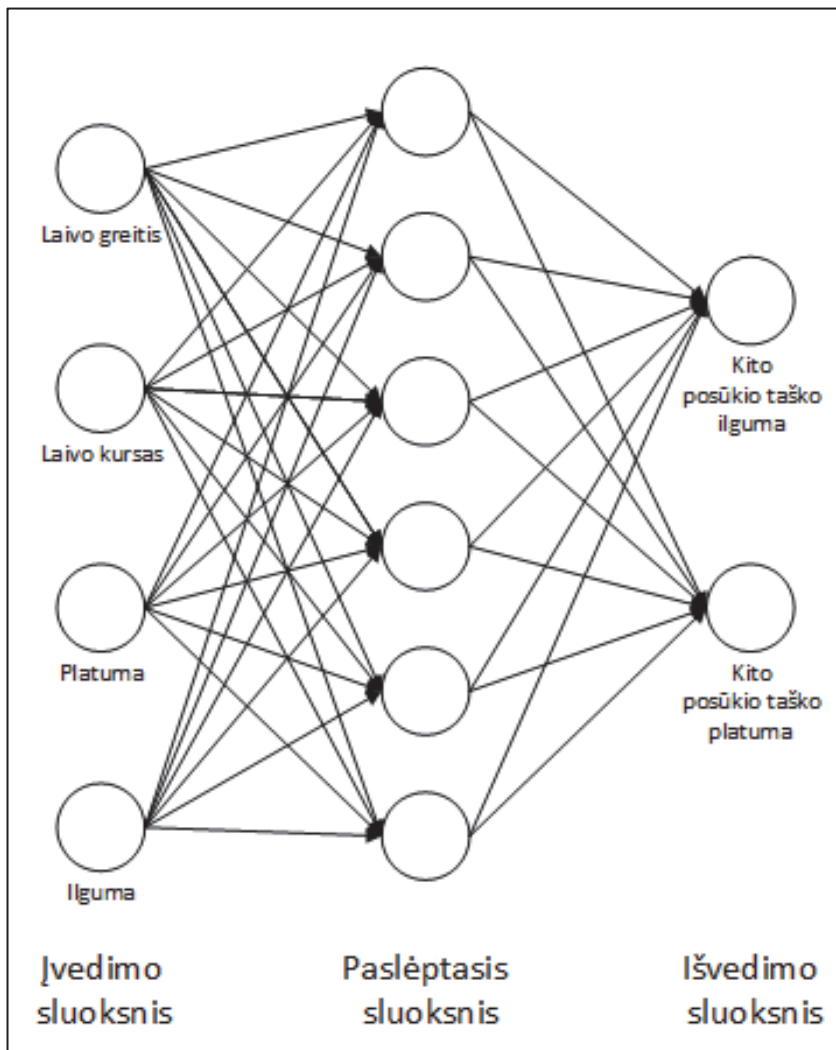 Laivo greitis
Laivo kursas
Platuma
Ilguma
Kito
posūkio taško
ilguma
Kito
posūkio taško
platuma
Įvedimo
sluoksnis
Paslėptasis
sluoksnis
Išvedimo
sluoksnis